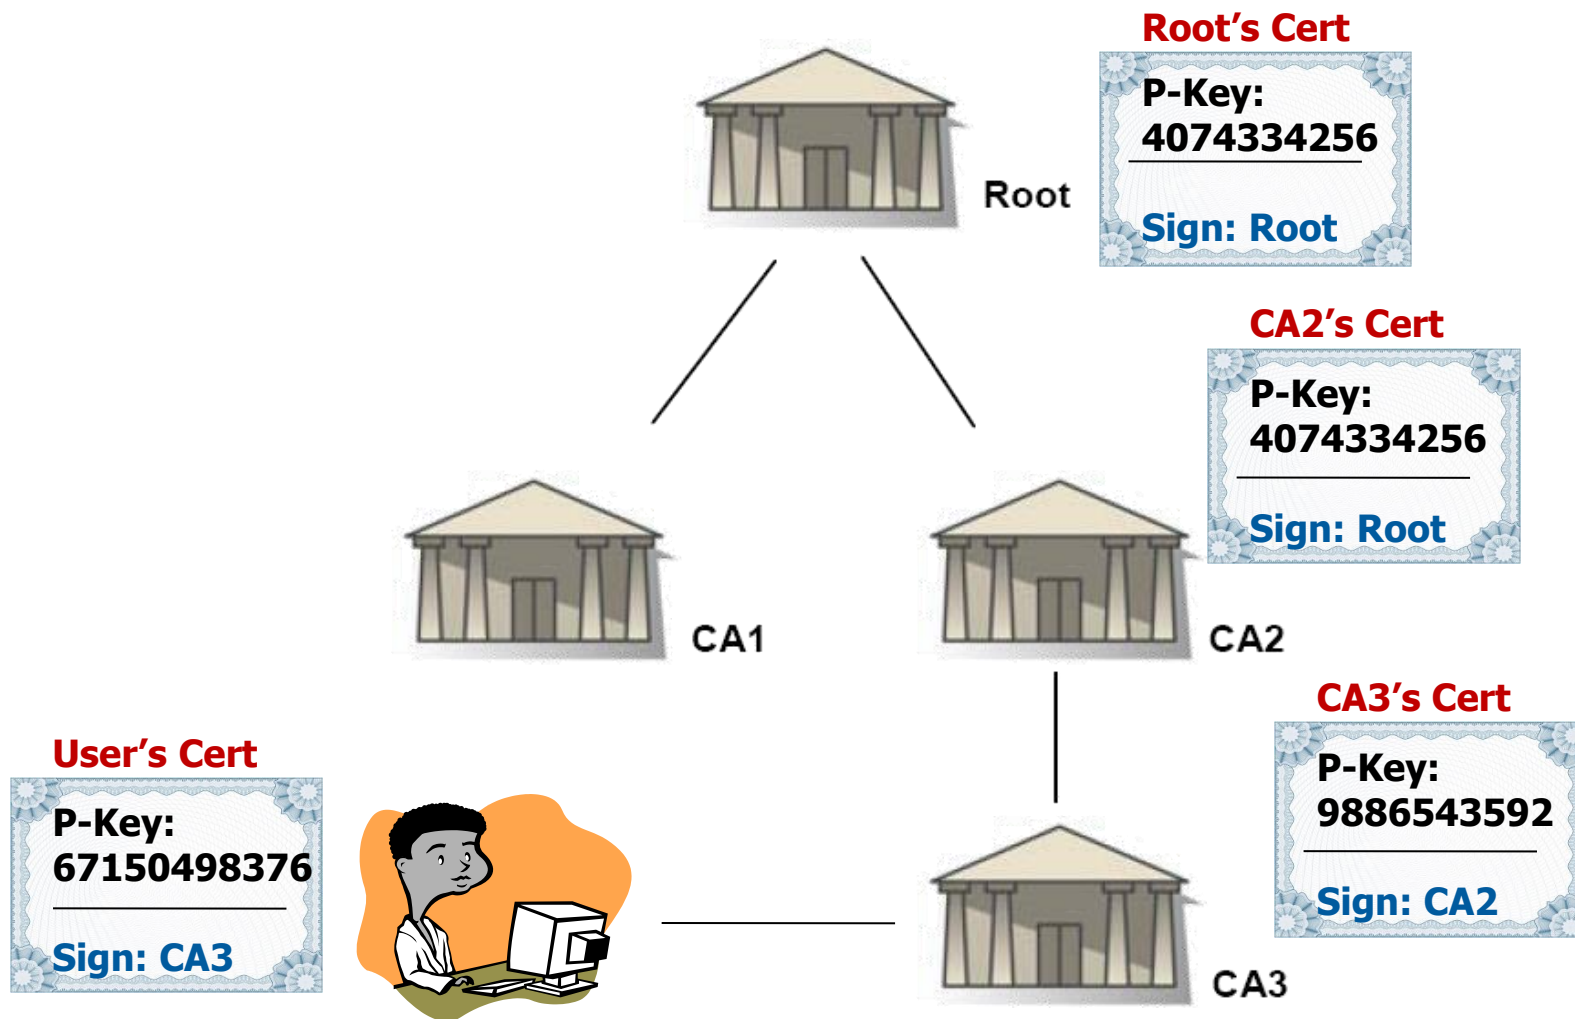 Root's Cert
P-Key:
4074334256
Sign: Root
Root
CA2's Cert
P-Key:
4074334256
Sign: Root
CA1
CA2
CA3's Cert
P-Key:
9886543592
Sign: CA2
User's Cert
P-Key:
67150498376
Sign: CA3
CA3